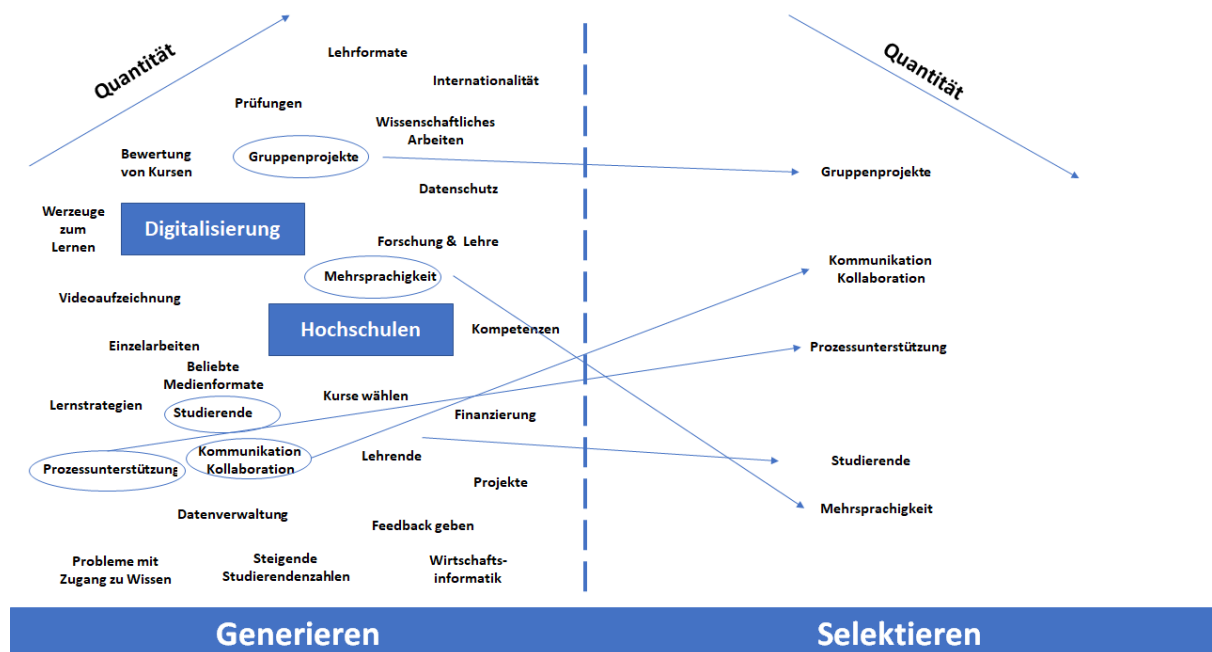 Quantität
Lehrformate
Internationalität
Prüfungen
Wissenschaftliches
Arbeiten
Bewertung
von Kursen
Gruppenprojekte
Datenschutz
Werzeuge
zum
Lernen
Digitalisierung
Forschung & Lehre
Mehrsprachigkeit
Videoaufzeichnung
Hochschulen
Kompetenzen
Einzelarbeiten
Beliebte
Medienformate
Kurse wählen
Lernstrategien
Studierende
Finanzierung
Kommunikation
Kollaboration
Lehrende
Prozessunterstützung
Projekte
Datenverwaltung
Feedback geben
Probleme mit
Zugang zu Wissen
Steigende
Studierendenzahlen
Wirtschafts-
informatik
Generieren
Quantität
Gruppenprojekte
Kommunikation
Kollaboration
Prozessunterstützung
Studierende
Mehrsprachigkeit
Selektieren